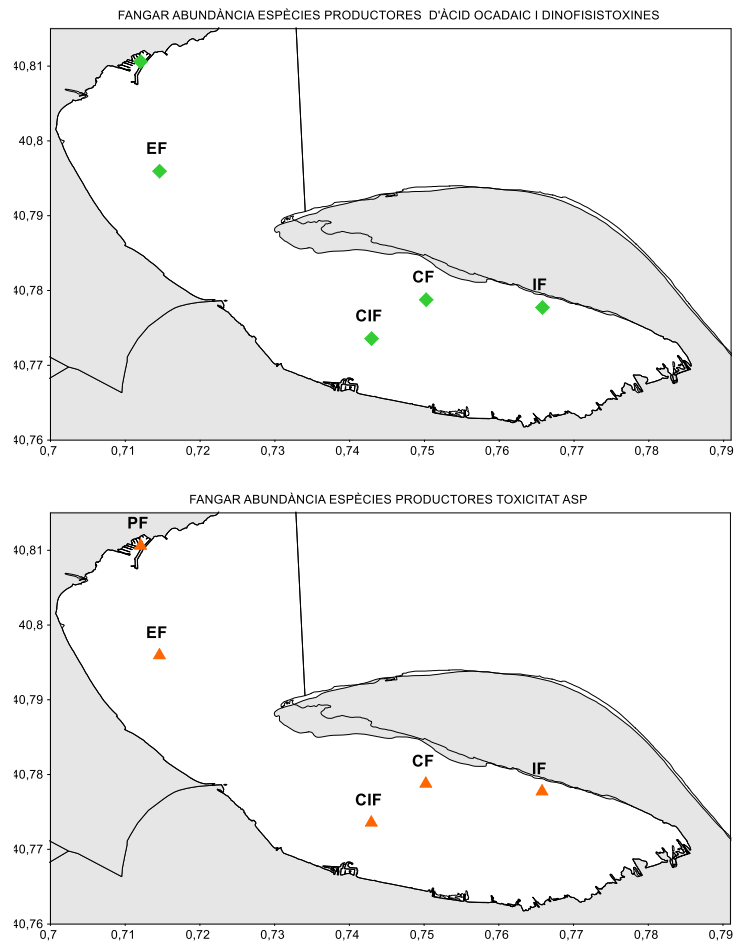 FANGAR ABUNDÀNCIA ESPÈCIES PRODUCTORES D'ÀCID OCADAIC I DINOFISISTOXINES
40,81
EF
40,8
40,79
CF
IF
40,78
CIF
40,77
40,76
0,7 0,71 0,72 0,73 0,74 0,75 0,76 0,77 0,78 0,79
FANGAR ABUNDÀNCIA ESPÈCIES PRODUCTORES TOXICITAT ASP
PF
40,81
EF
40,8
40,79
CF
IF
40,78
CIF
40,77
40,76
0,7 0,71 0,72 0,73 0,74 0,75 0,76 0,77 0,78 0,79